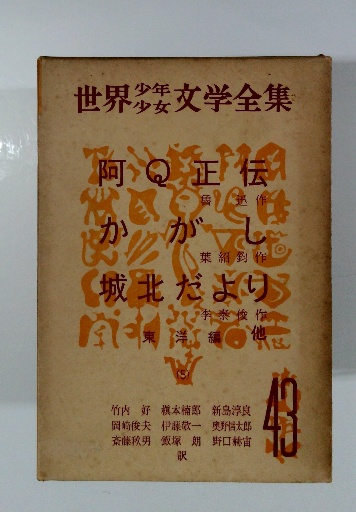 世界少年少女文学全集
阿Q正伝
魯迅作
かがし
葉紹鈞作
城北だより
李泰俊作
他
東洋編
(5)
43
竹内好 榎本楠郎 新島淳良
岡崎俊夫 伊藤敬一 奥野信太郎
斎藤秋男 飯塚朗 野口赫宙
訳